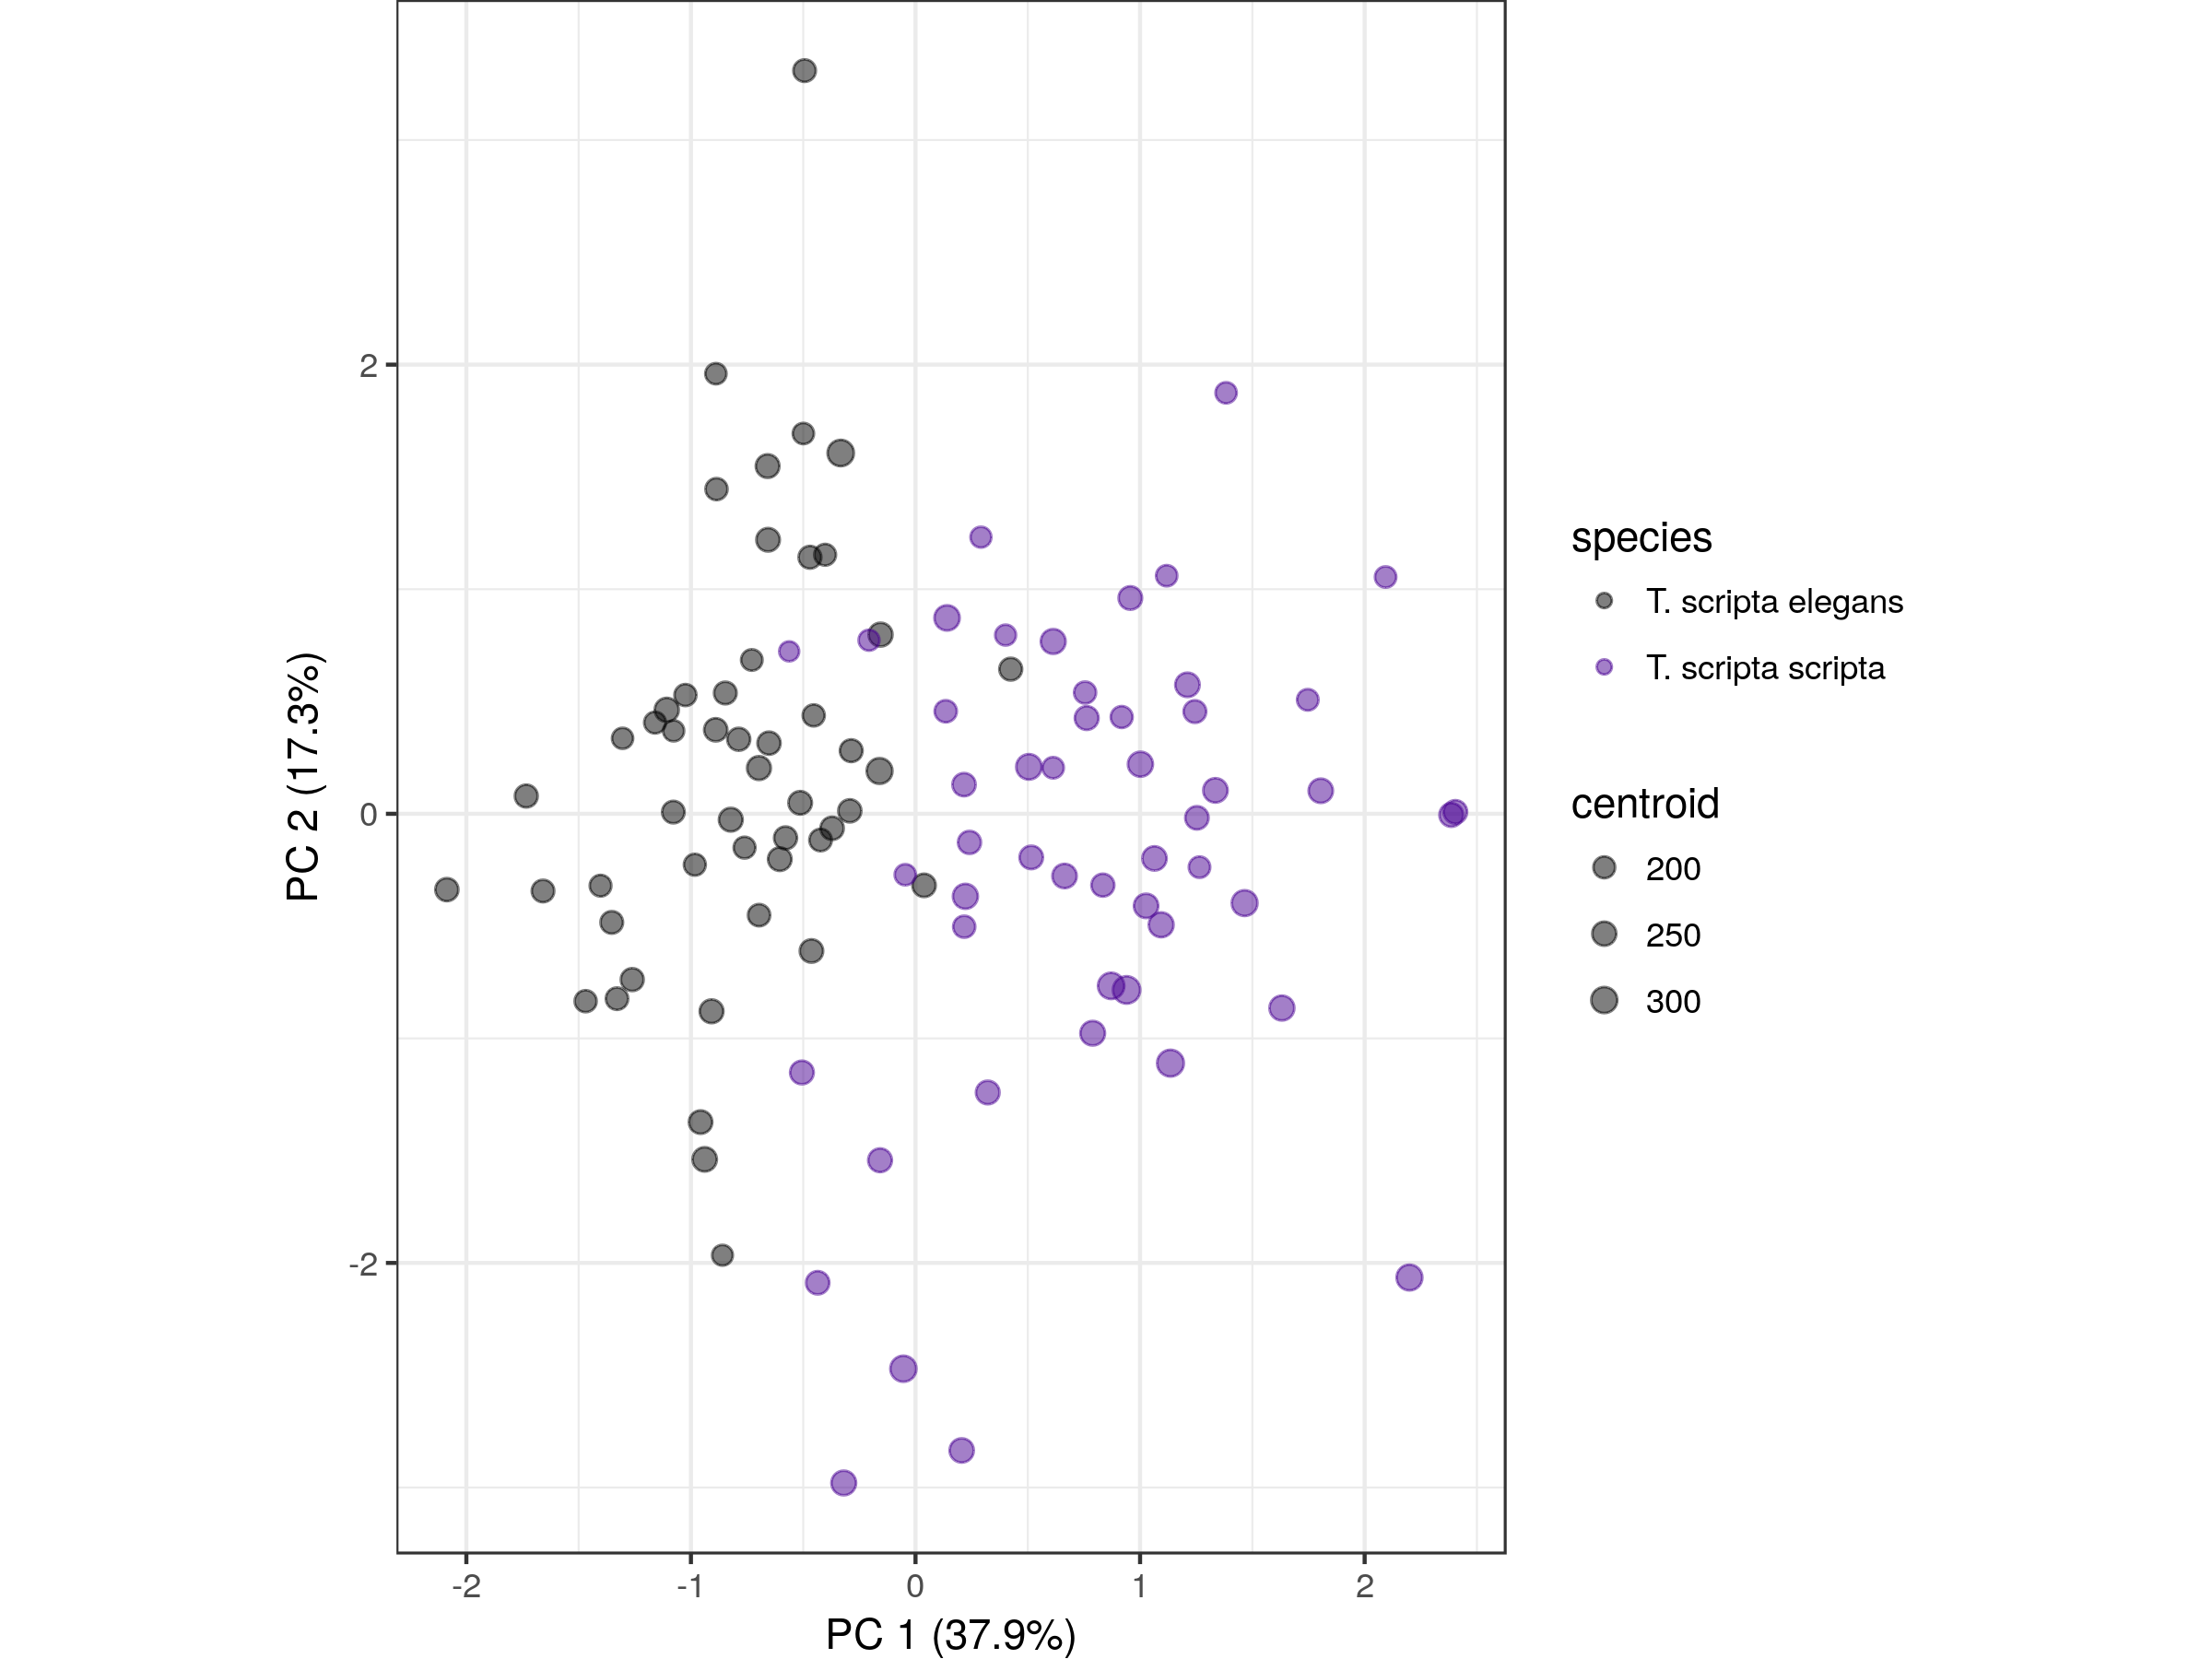 2
0
-2
PC 2 (17.3%)
-2
-1
0
1
2
PC 1 (37.9%)
species
T. scripta elegans
T. scripta scripta
centroid
200
250
300